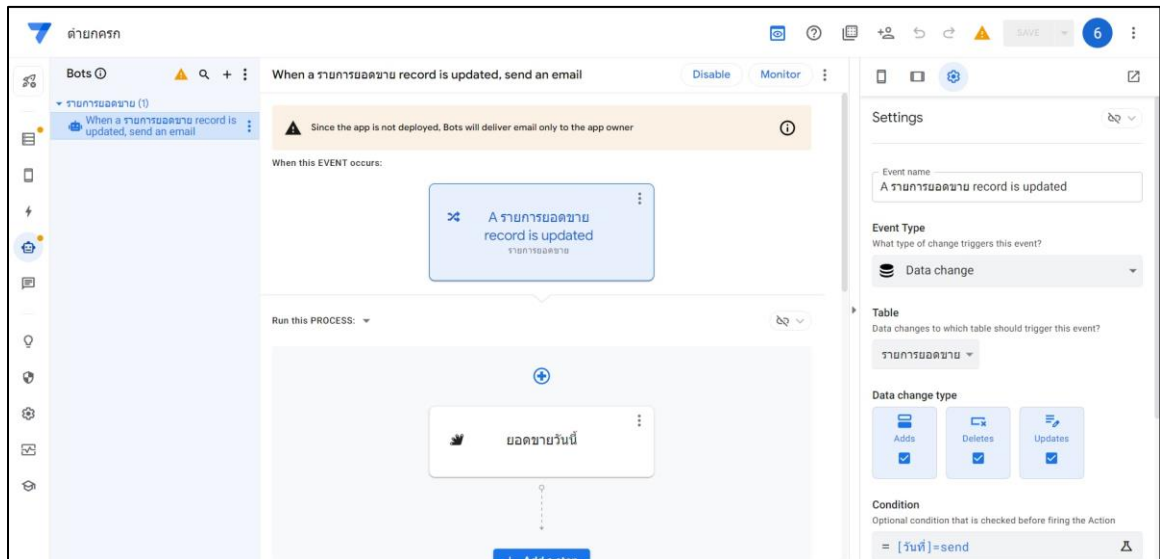 ตำยกครก
SAVE
6
Bots
When a รายการยอดขาย record is updated, send an email
Disable
Monitor
รายการยอดขาย (1)
When a รายการยอดขาย record is
updated, send an email
Since the app is not deployed, Bots will deliver email only to the app owner
When this EVENT occurs:
A รายการยอดขาย
record is updated
รายการยอดขาย
Run this PROCESS:
ยอดขายวันนี้
Settings
Event name
A รายการยอดขาย record is updated
Event Type
What type of change triggers this event?
Data change
Table
Data changes to which table should trigger this event?
รายการยอดขาย
Data change type
Adds
Deletes
Updates
Condition
Optional condition that is checked before firing the Action
= [วันที่]=send